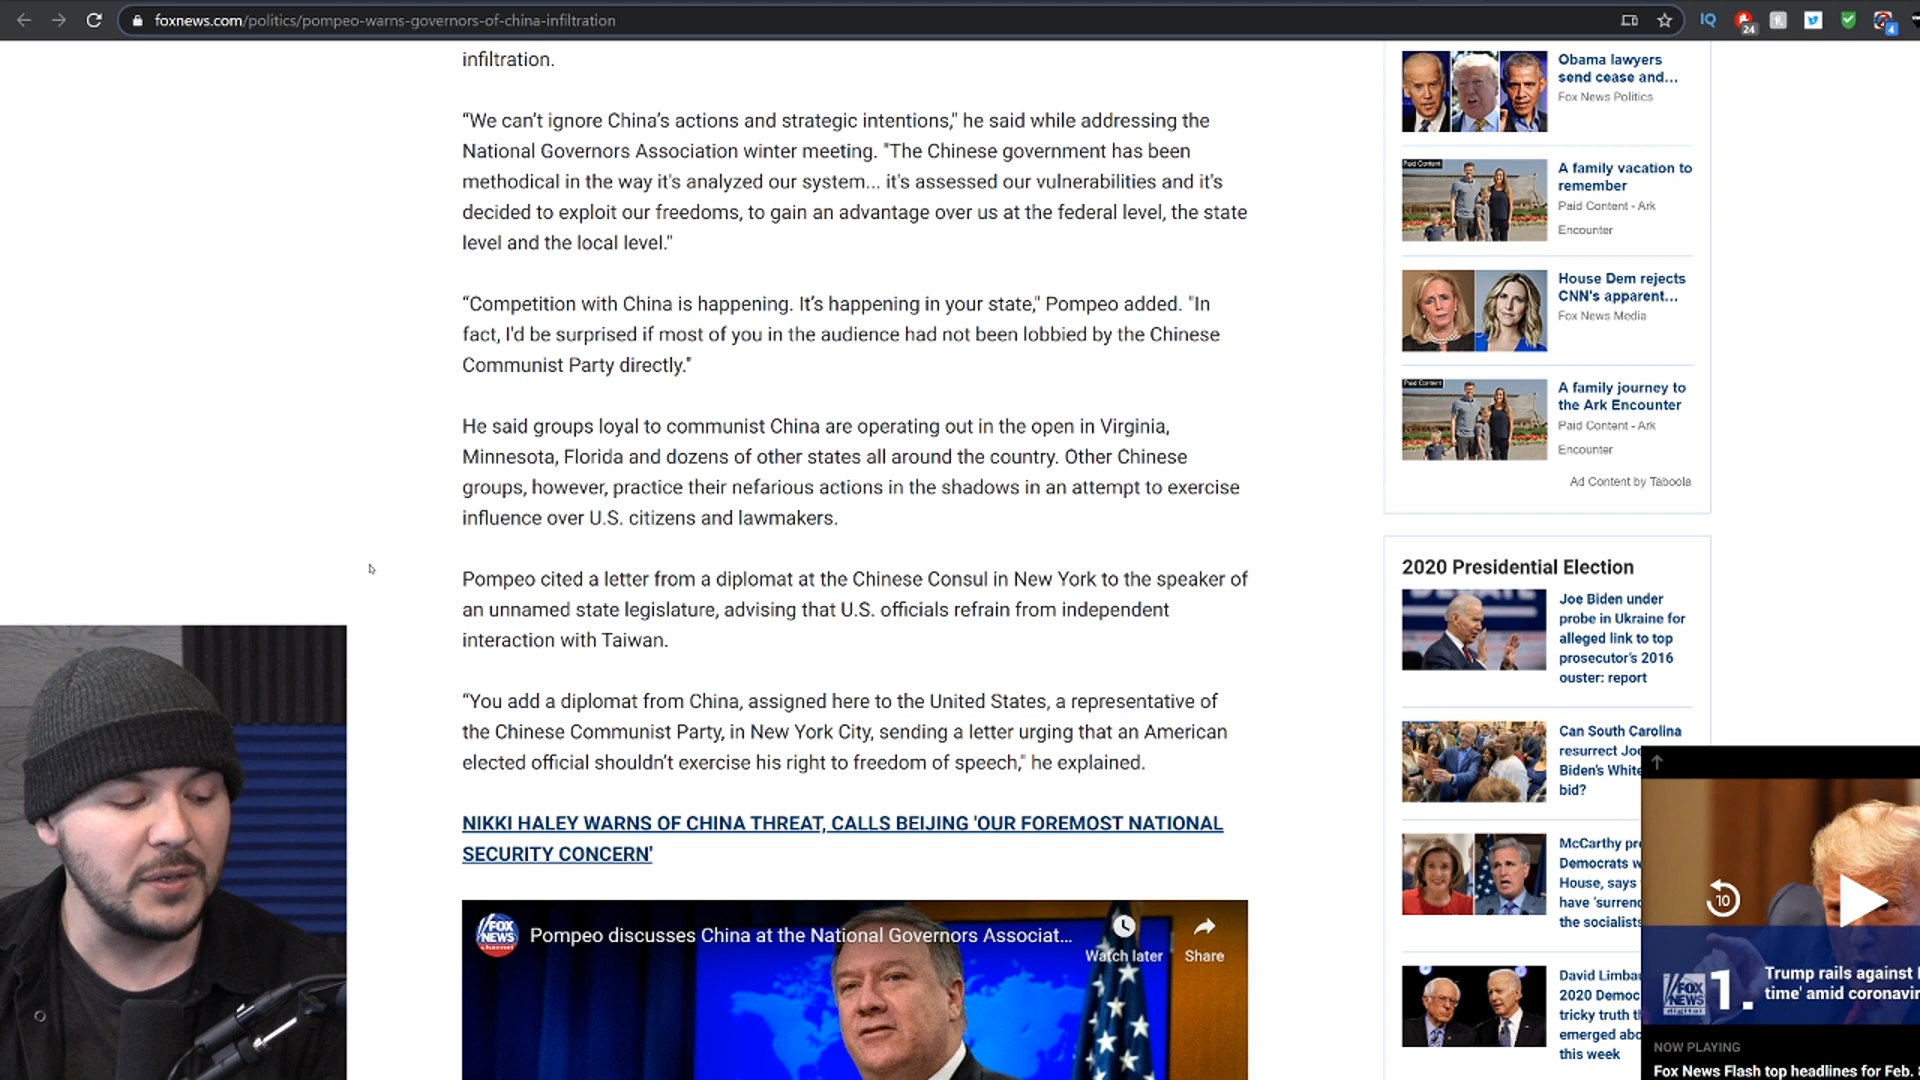 foxnews.com/politics/pompeo-warns-governors-of-china-infiltration
IQ
24
4
infiltration.
“We can’t ignore China’s actions and strategic intentions," he said while addressing the
National Governors Association winter meeting. "The Chinese government has been
methodical in the way it's analyzed our system... it's assessed our vulnerabilities and it's
decided to exploit our freedoms, to gain an advantage over us at the federal level, the state
level and the local level."
“Competition with China is happening. It’s happening in your state," Pompeo added. "In
fact, I'd be surprised if most of you in the audience had not been lobbied by the Chinese
Communist Party directly."
He said groups loyal to communist China are operating out in the open in Virginia,
Minnesota, Florida and dozens of other states all around the country. Other Chinese
groups, however, practice their nefarious actions in the shadows in an attempt to exercise
influence over U.S. citizens and lawmakers.
Pompeo cited a letter from a diplomat at the Chinese Consul in New York to the speaker of
an unnamed state legislature, advising that U.S. officials refrain from independent
interaction with Taiwan.
“You add a diplomat from China, assigned here to the United States, a representative of
the Chinese Communist Party, in New York City, sending a letter urging that an American
elected official shouldn’t exercise his right to freedom of speech," he explained.
NIKKI HALEY WARNS OF CHINA THREAT, CALLS BEIJING 'OUR FOREMOST NATIONAL
SECURITY CONCERN'
FOX
NEWS
channel
Pompeo discusses China at the National Governors Associat...
Watch later
Share
Obama lawyers
send cease and...
Fox News Politics
Paid Content
A family vacation to
remember
Paid Content - Ark
Encounter
House Dem rejects
CNN's apparent...
Fox News Media
Paid Content
A family journey to
the Ark Encounter
Paid Content - Ark
Encounter
Ad Content by Taboola
2020 Presidential Election
Joe Biden under
probe in Ukraine for
alleged link to top
prosecutor's 2016
ouster: report
Can South Carolina
resurrect Joe
Biden's White
bid?
McCarthy pr
Democrats w
House, says
have 'surren
the socialists
David Limba
2020 Democ
tricky truth t
emerged abo
this week
10
FOX
NEWS
digital
1.
Trump rails against
time' amid coronavir
NOW PLAYING
Fox News Flash top headlines for Feb.